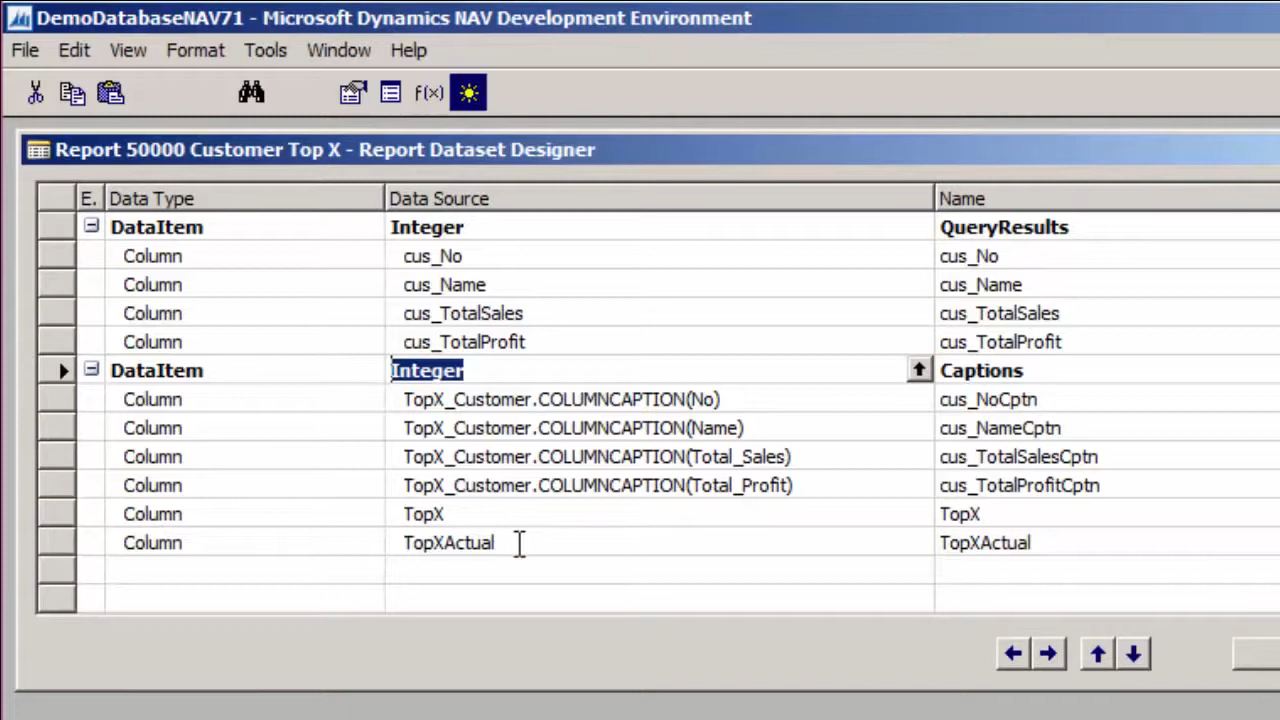 DemoDatabaseNAV71 - Microsoft Dynamics NAV Development Environment
File Edit View Format Tools Window Help
f(x)
Report 50000 Customer Top X - Report Dataset Designer
E. Data Type Data Source Name
DataItem Integer QueryResults
Column cus_No cus_No
Column cus_Name cus_Name
Column cus_TotalSales cus_TotalSales
Column cus_TotalProfit cus_TotalProfit
DataItem Integer Captions
Column TopX_Customer.COLUMNCAPTION(No) cus_NoCptn
Column TopX_Customer.COLUMNCAPTION(Name) cus_NameCptn
Column TopX_Customer.COLUMNCAPTION(Total_Sales) cus_TotalSalesCptn
Column TopX_Customer.COLUMNCAPTION(Total_Profit) cus_TotalProfitCptn
Column TopX TopX
Column TopXActual TopXActual